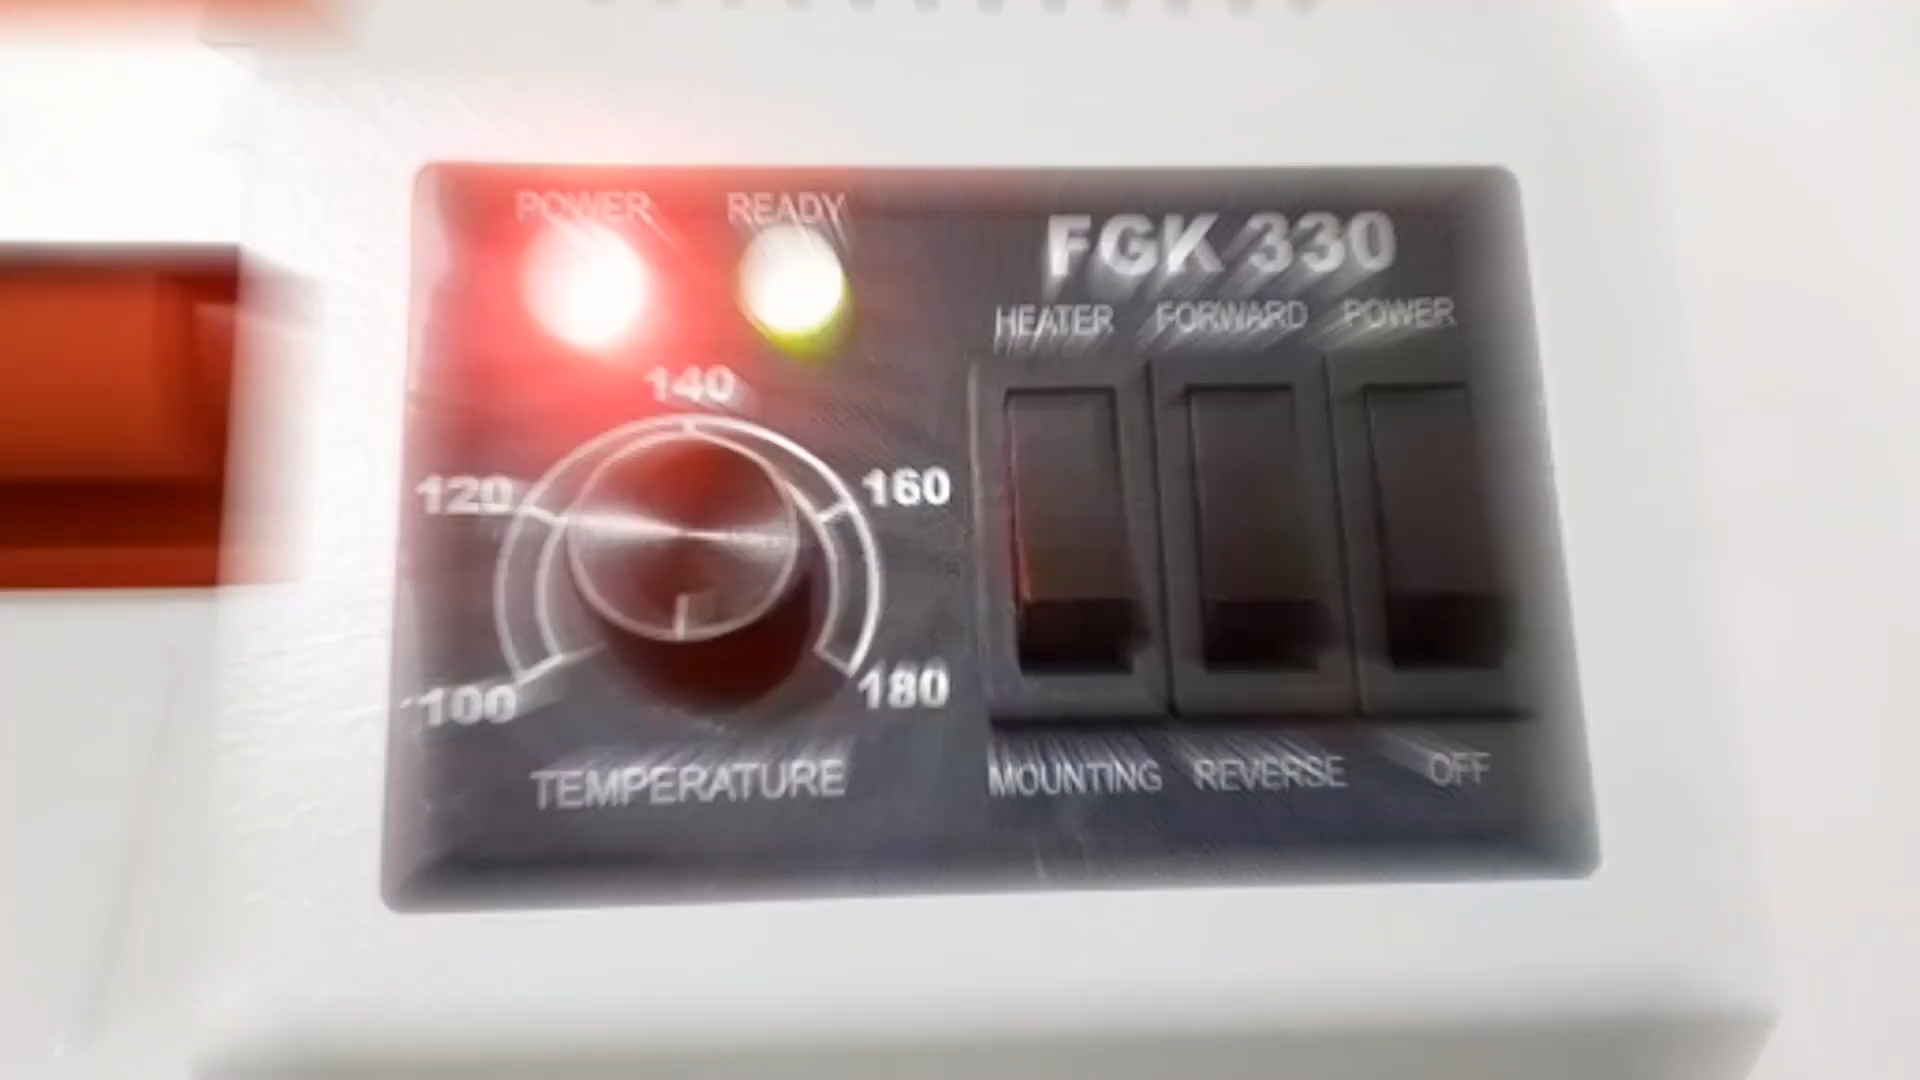 POWER READY
FGK 330
HEATER FORWARD POWER
140
120 160
100 180
TEMPERATURE
MOUNTING REVERSE OFF